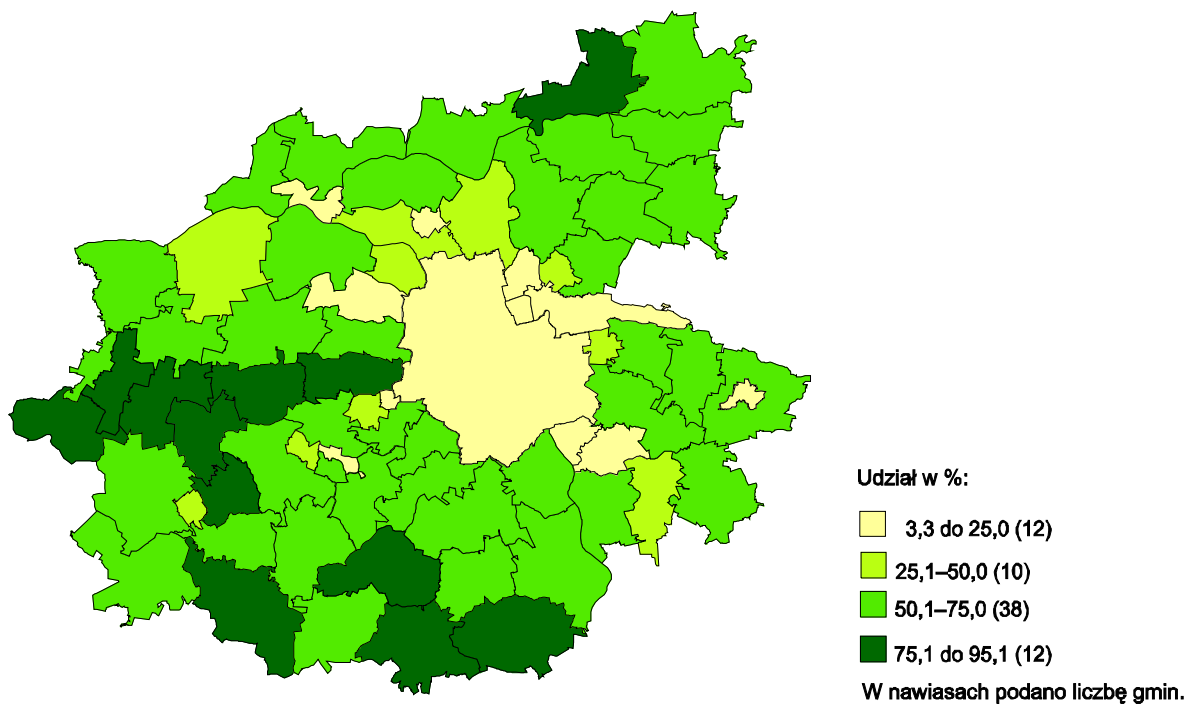 Udział w %:
3,3 do 25,0 (12)
25,1–50,0 (10)
50,1–75,0 (38)
75,1 do 95,1 (12)
W nawiasach podano liczbę gmin.